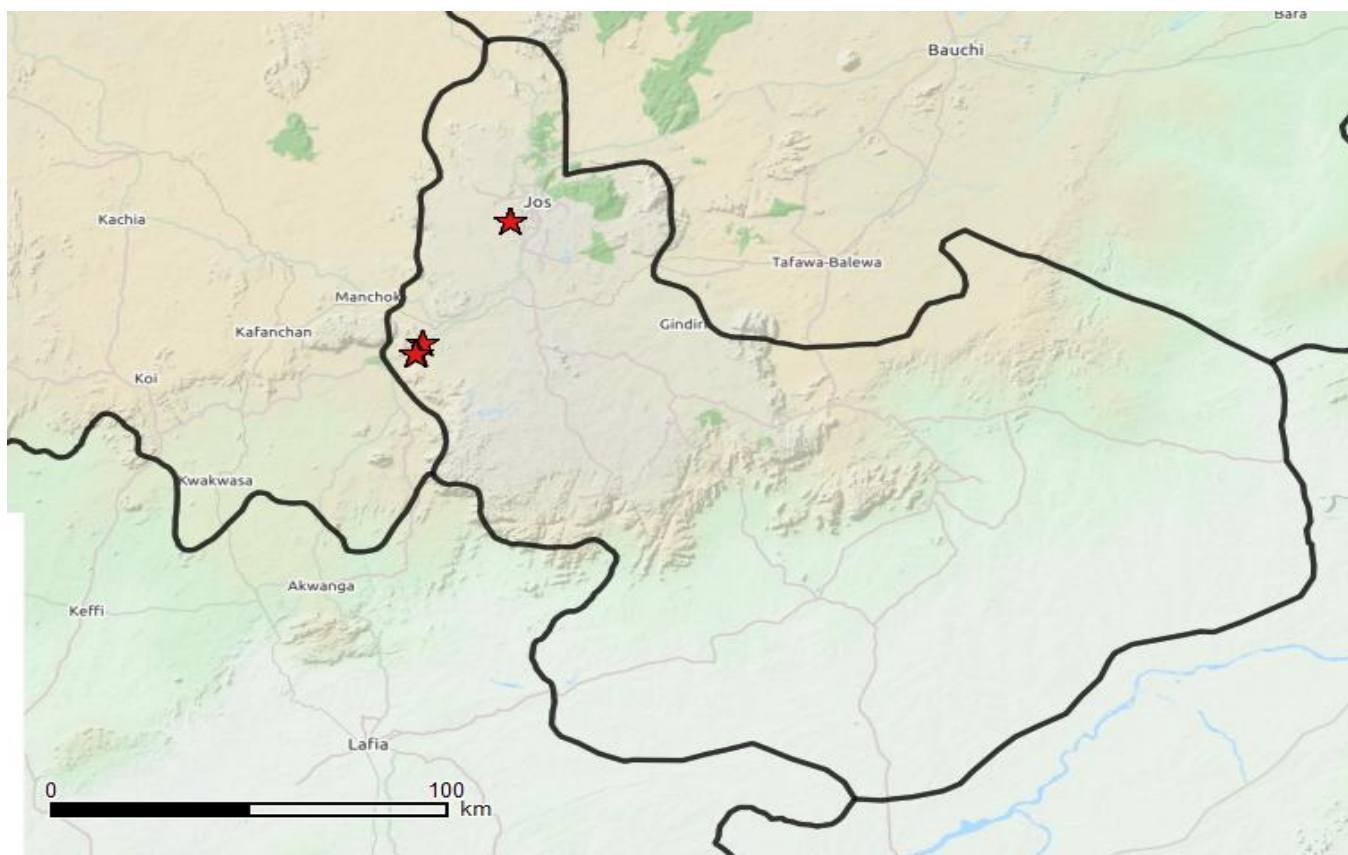 Bara
Bauchi
Jos
Kachia
Tafawa-Balewa
Manchok
Kafanchan
Gindiri
Koi
Kwakwasa
Akwanga
Keffi
Lafia
0 100
km